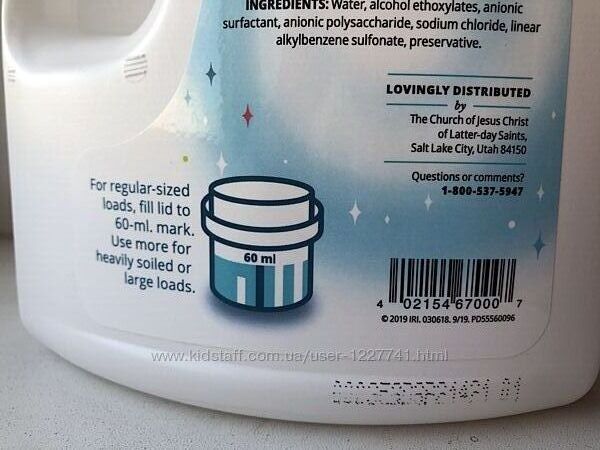 INGREDIENTS: Water, alcohol ethoxylates, anionic
surfactant, anionic polysaccharide, sodium chloride, linear
alkylbenzene sulfonate, preservative.
LOVINGLY DISTRIBUTED
by
The Church of Jesus Christ
of Latter-day Saints,
Salt Lake City, Utah 84150
Questions or comments?
1-800-537-5947
For regular-sized
loads, fill lid to
60-ml. mark.
Use more for
heavily soiled or
large loads.
60 ml
4 02154 67000 7
© 2019 IRI. 030618. 9/19. PD55560096
www.kidstaff.com.ua/user-1227741.html